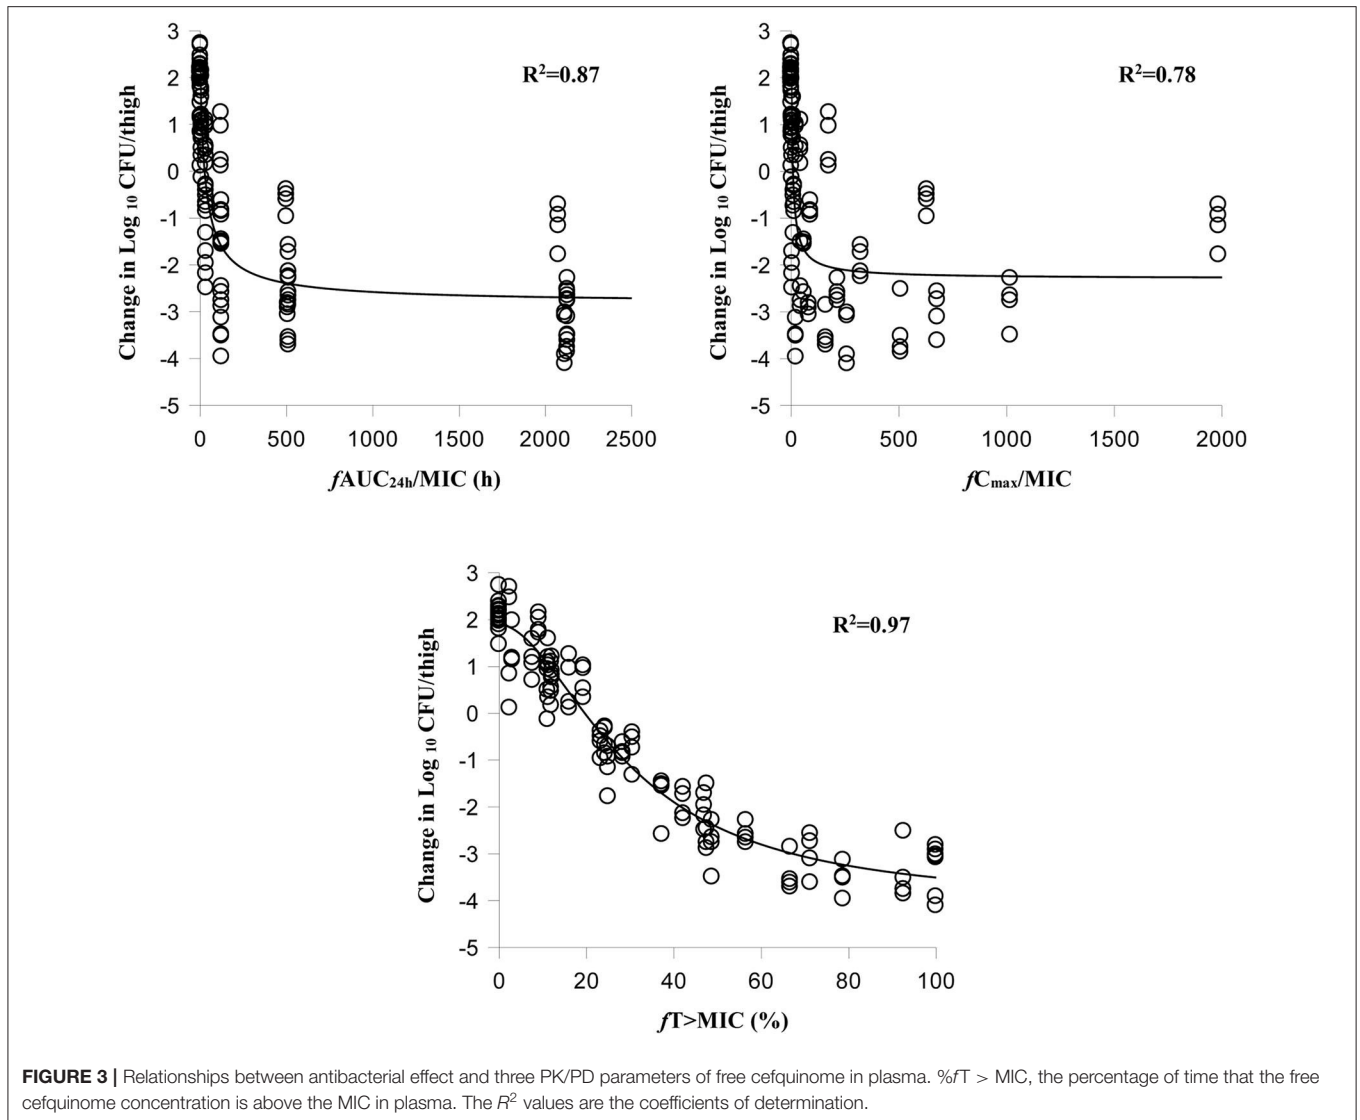 3
2
1
0
-1
-2
-3
-4
-5
Change in Log 10 CFU/thigh
R²=0.87
0 500 1000 1500 2000 2500
fAUC24h/MIC (h)
3
2
1
0
-1
-2
-3
-4
-5
Change in Log 10 CFU/thigh
R²=0.78
0 500 1000 1500 2000
fCmax/MIC
3
2
1
0
-1
-2
-3
-4
-5
Change in Log 10 CFU/thigh
R²=0.97
0 20 40 60 80 100
fT>MIC (%)
FIGURE 3 | Relationships between antibacterial effect and three PK/PD parameters of free cefquinome in plasma. %fT > MIC, the percentage of time that the free
cefquinome concentration is above the MIC in plasma. The R² values are the coefficients of determination.